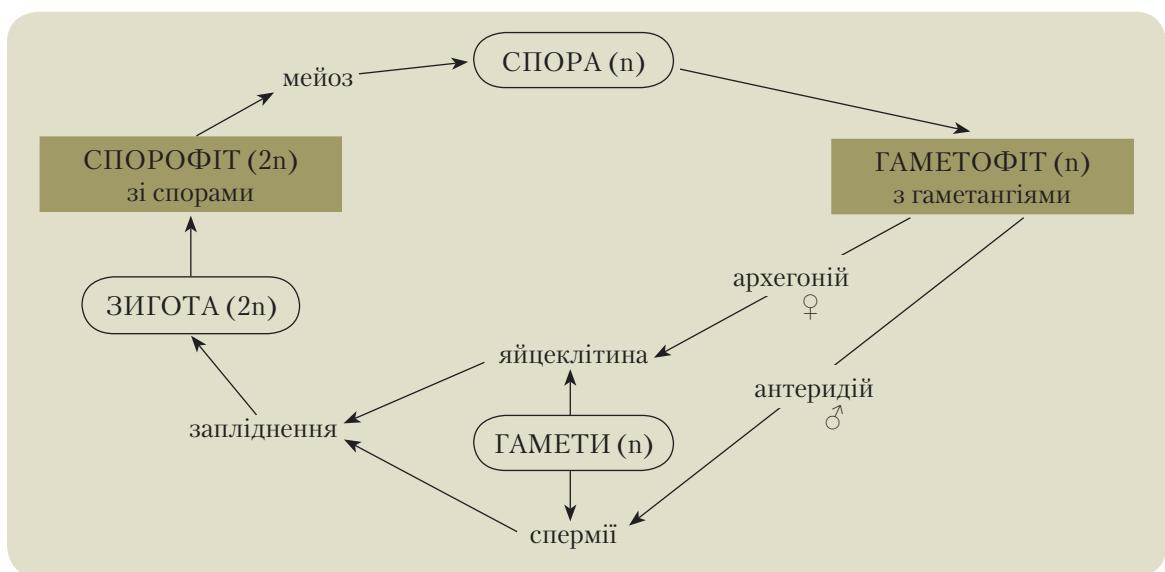 мейоз
СПОРА (n)
СПОРОФІТ (2n)
зі спорами
ГАМЕТОФІТ (n)
з гаметангіями
архегоній
♀
ЗИГОТА (2n)
яйцеклітина
антеридій
♂
запліднення
ГАМЕТИ (n)
спермії